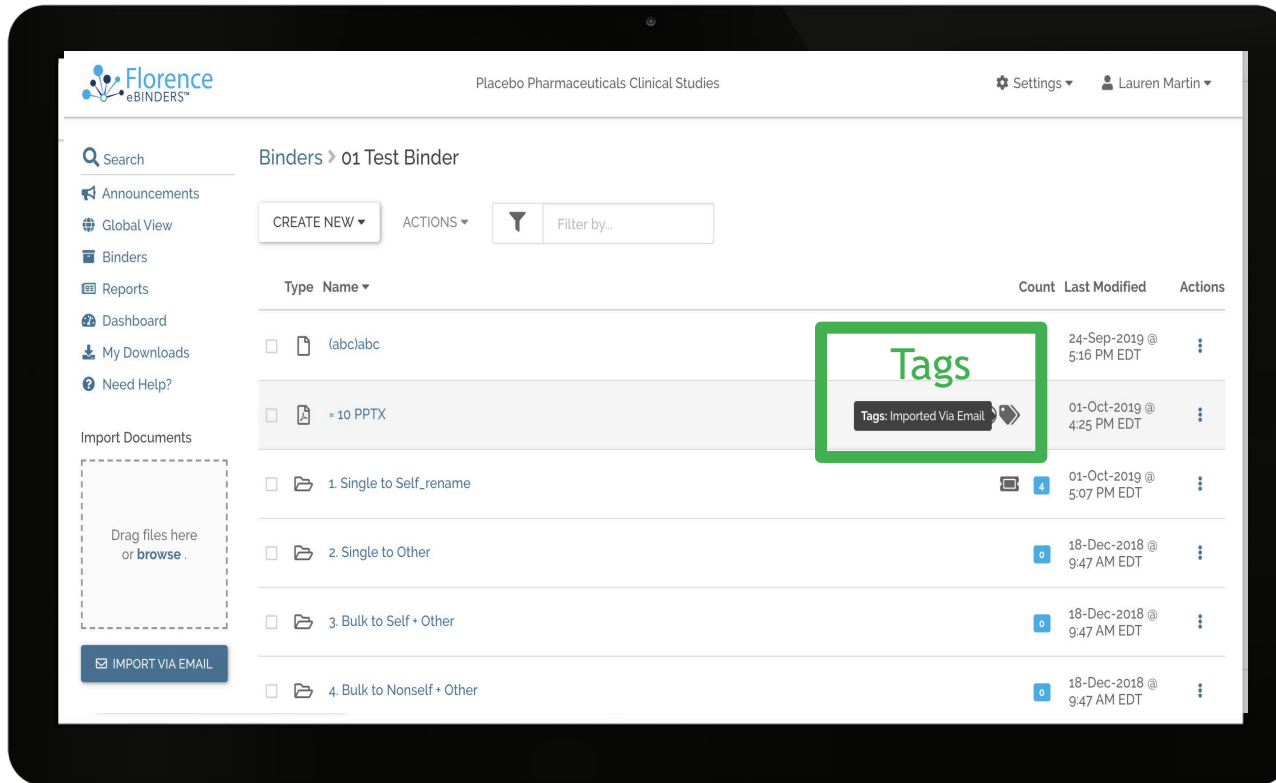 Florence
eBINDERS™
Placebo Pharmaceuticals Clinical Studies
Settings
Lauren Martin
Search
Announcements
Global View
Binders
Reports
Dashboard
My Downloads
Need Help?
Import Documents
Drag files here
or browse .
IMPORT VIA EMAIL
Binders > 01 Test Binder
CREATE NEW
ACTIONS
Filter by...
Type Name Count Last Modified Actions
(abc)abc
24-Sep-2019 @
5:16 PM EDT
Tags
= 10 PPTX
Tags: Imported Via Email
01-Oct-2019 @
4:25 PM EDT
1. Single to Self_rename
4
01-Oct-2019 @
5:07 PM EDT
2. Single to Other
0
18-Dec-2018 @
9:47 AM EDT
3. Bulk to Self + Other
0
18-Dec-2018 @
9:47 AM EDT
4. Bulk to Nonself + Other
0
18-Dec-2018 @
9:47 AM EDT